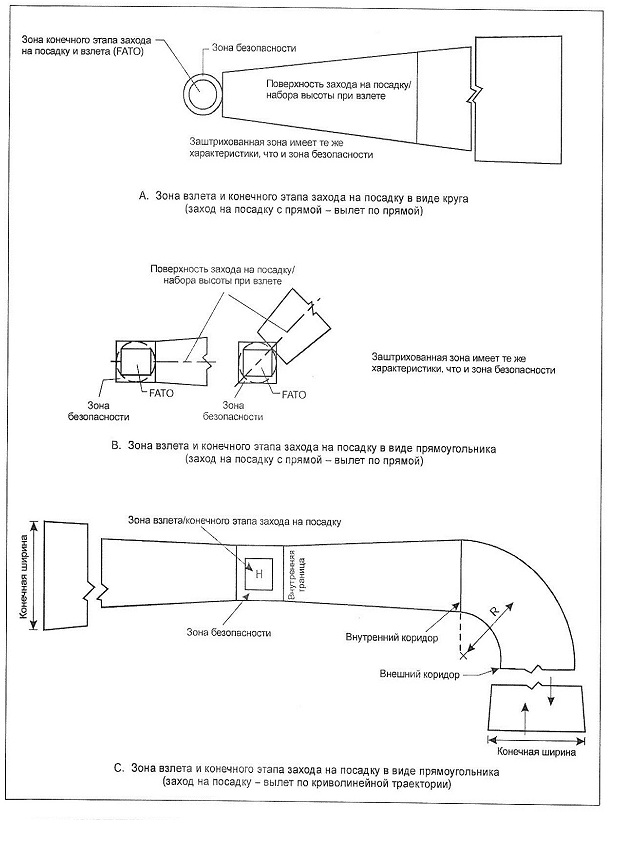 Зона конечного этапа захода
на посадку и взлета (FATO)
Зона безопасности
Поверхность захода на посадку/
набора высоты при взлете
Заштрихованная зона имеет те же
характеристики, что и зона безопасности
A. Зона взлета и конечного этапа захода на посадку в виде круга
(заход на посадку с прямой – вылет по прямой)
Поверхность захода на посадку/
набора высоты при взлете
Заштрихованная зона имеет те же
характеристики, что и зона безопасности
FATO
Зона
безопасности
FATO
Зона
безопасности
B. Зона взлета и конечного этапа захода на посадку в виде прямоугольника
(заход на посадку с прямой – вылет по прямой)
Зона взлета/конечного этапа захода на посадку
Конечная ширина
H
Внутренняя
граница
Зона безопасности
Внутренний коридор
R
Внешний коридор
Конечная ширина
C. Зона взлета и конечного этапа захода на посадку в виде прямоугольника
(заход на посадку – вылет по криволинейной траектории)